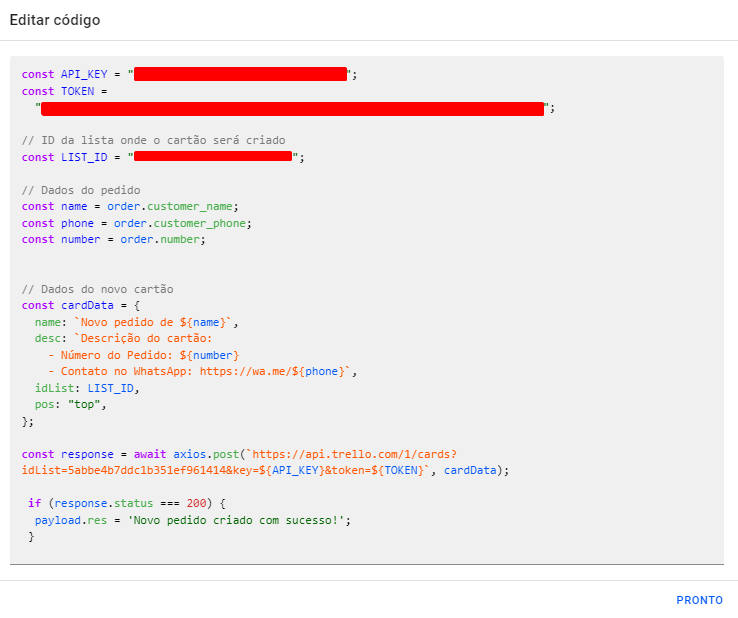 Editar código
const API_KEY = "";
const TOKEN =
"";
// ID da lista onde o cartão será criado
const LIST_ID = "";
// Dados do pedido
const name = order.customer_name;
const phone = order.customer_phone;
const number = order.number;
// Dados do novo cartão
const cardData = {
name: `Novo pedido de ${name}`,
desc: `Descrição do cartão:
- Número do Pedido: ${number}
- Contato no WhatsApp: https://wa.me/${phone}`,
idList: LIST_ID,
pos: "top",
};
const response = await axios.post(`https://api.trello.com/1/cards?
idList=5abbe4b7ddc1b351ef961414&key=${API_KEY}&token=${TOKEN}`, cardData);
if (response.status === 200) {
payload.res = 'Novo pedido criado com sucesso!';
}
PRONTO